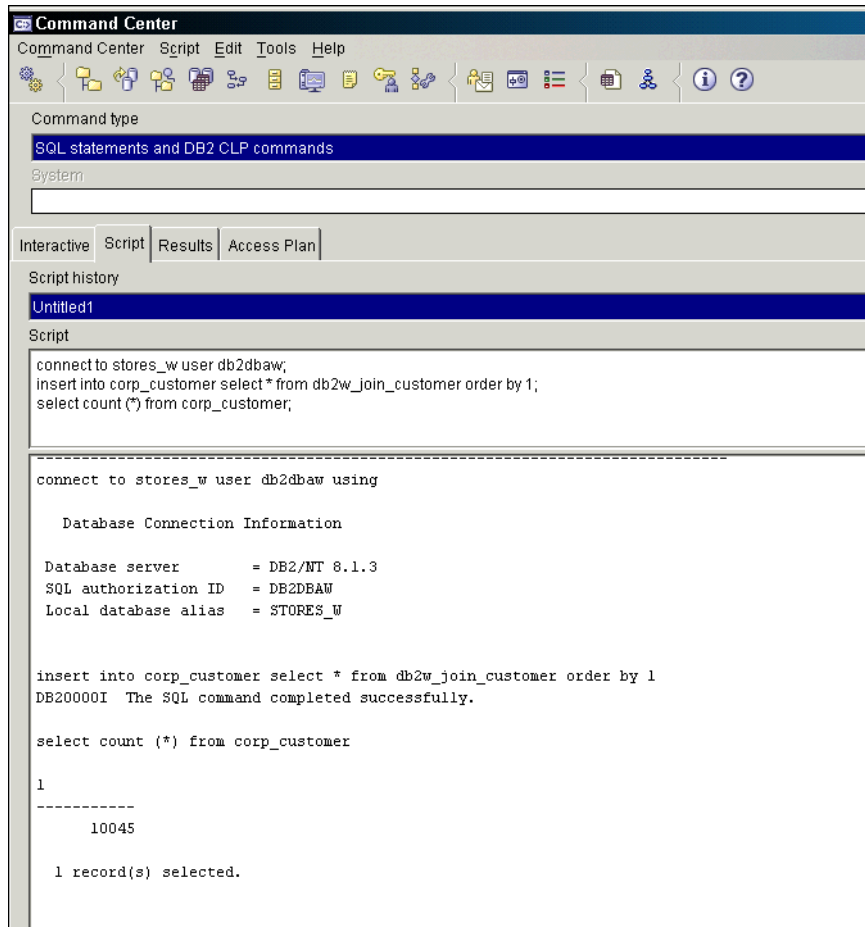 Command Center
Command Center Script Edit Tools Help
Command type
SQL statements and DB2 CLP commands
System
Interactive Script Results Access Plan
Script history
Untitled1
Script
connect to stores_w user db2dbaw;
insert into corp_customer select * from db2w_join_customer order by 1;
select count (*) from corp_customer;
--------------------------------------------------------------------------------
connect to stores_w user db2dbaw using
Database Connection Information
Database server = DB2/NT 8.1.3
SQL authorization ID = DB2DBAW
Local database alias = STORES_W
insert into corp_customer select * from db2w_join_customer order by 1
DB20000I The SQL command completed successfully.
select count (*) from corp_customer
1
-----------
10045
1 record(s) selected.